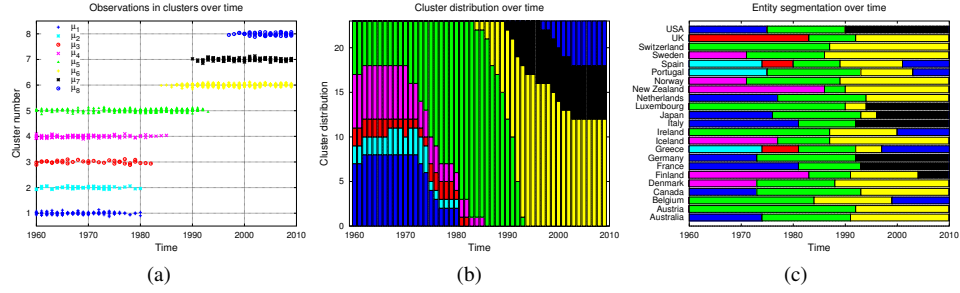 Observations in clusters over time
8
7
6
5
4
3
2
1
Cluster number
μ1
μ2
μ3
μ4
μ5
μ6
μ7
μ8
1960 1970 1980 1990 2000 2010
Time
(a)
Cluster distribution over time
20
15
10
5
0
Cluster distribution
1960 1970 1980 1990 2000 2010
Time
(b)
Entity segmentation over time
USA
UK
Switzerland
Sweden
Spain
Portugal
Norway
New Zealand
Netherlands
Luxembourg
Japan
Italy
Ireland
Iceland
Greece
Germany
France
Finland
Denmark
Canada
Belgium
Austria
Australia
1960 1970 1980 1990 2000 2010
Time
(c)